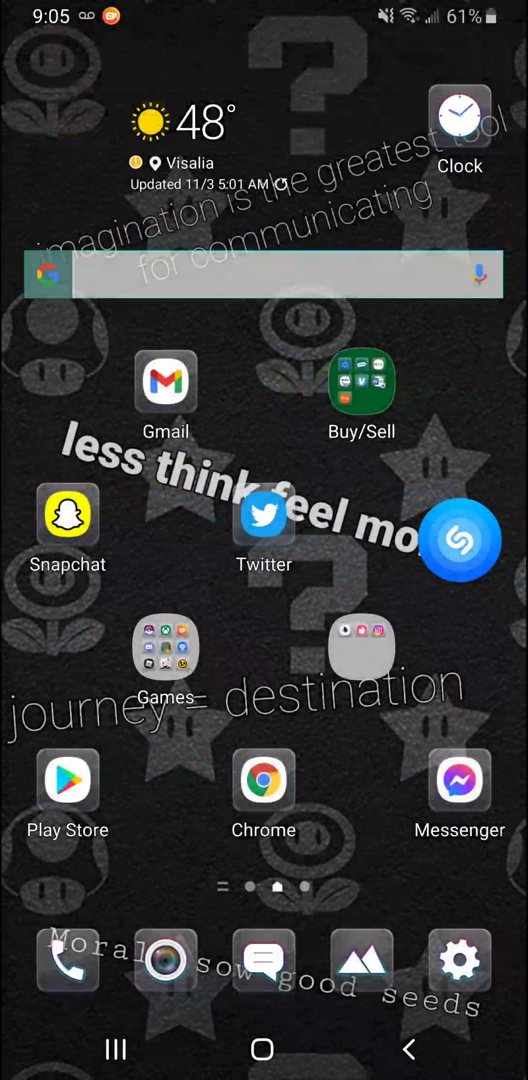 9:05 61%
48°
Visalia
Updated 11/3 5:01 AM
Clock
imagination is the greatest tool
for communicating
Gmail
Buy/Sell
less think feel mo
Snapchat
Twitter
Games
journey = destination
Play Store
Chrome
Messenger
Moral sow good seeds